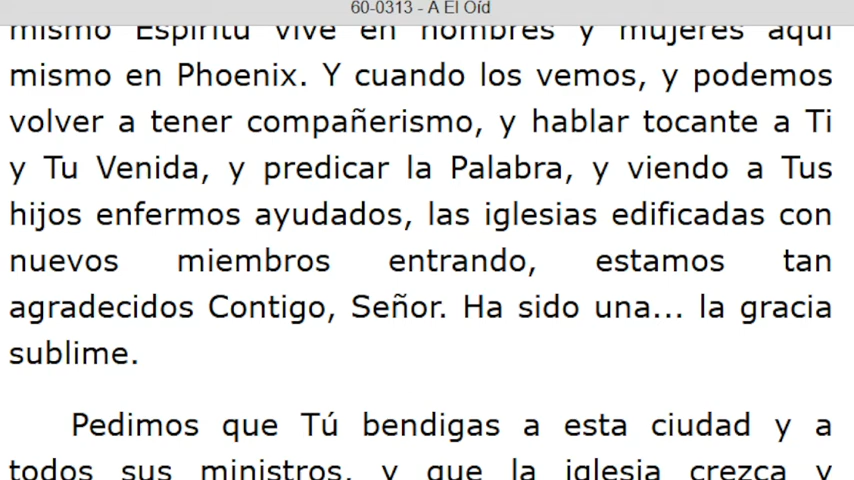 60-0313 - A El Oíd
mismo Espíritu vive en hombres y mujeres aquí
mismo en Phoenix. Y cuando los vemos, y podemos
volver a tener compañerismo, y hablar tocante a Ti
y Tu Venida, y predicar la Palabra, y viendo a Tus
hijos enfermos ayudados, las iglesias edificadas con
nuevos miembros entrando, estamos tan
agradecidos Contigo, Señor. Ha sido una... la gracia
sublime.
Pedimos que Tú bendigas a esta ciudad y a
todos sus ministros, y que la iglesia crezca y